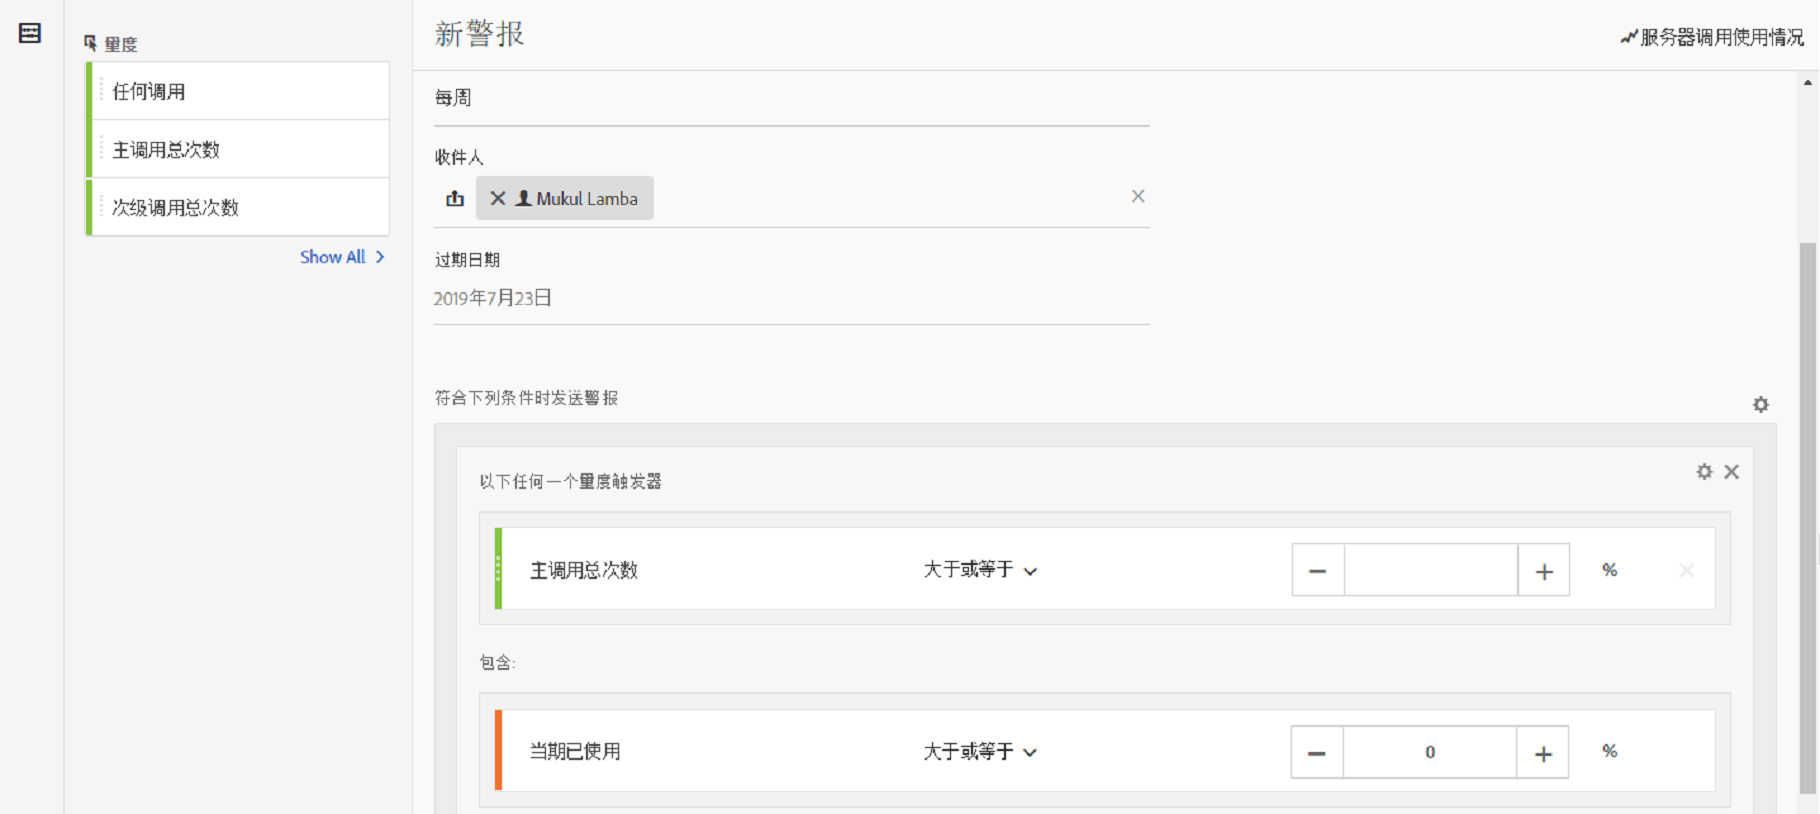 量度
任何调用
主调用总次数
次级调用总次数
Show All
新警报
服务器调用使用情况
每周
收件人
Mukul Lamba
过期日期
2019年7月23日
符合下列条件时发送警报
以下任何一个量度触发器
主调用总次数 大于或等于 %
包含:
当期已使用 大于或等于 0 %